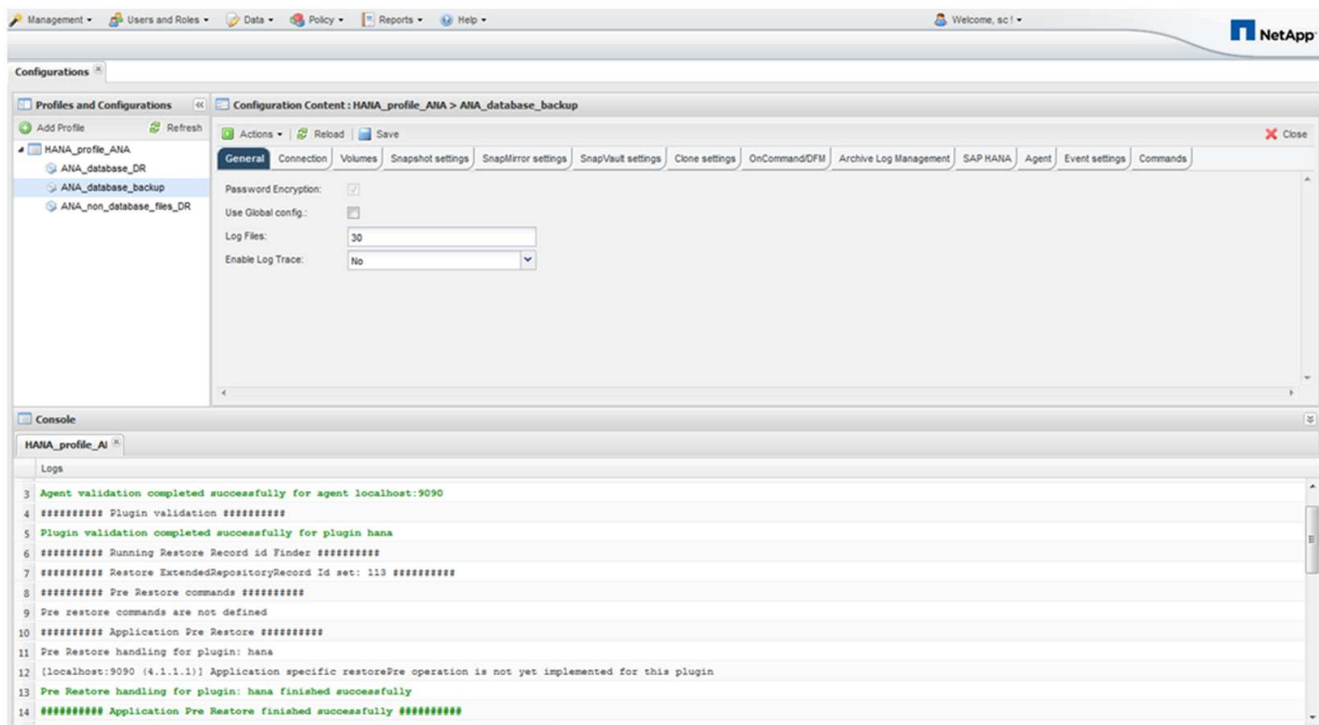 Management Users and Roles Data Policy Reports Help Welcome, sc!
NetApp
Configurations
Profiles and Configurations
Add Profile Refresh
HANA_profile_ANA
ANA_database_DR
ANA_database_backup
ANA_non_database_files_DR
Configuration Content : HANA_profile_ANA > ANA_database_backup
Actions Reload Save Close
General Connection Volumes Snapshot settings SnapMirror settings SnapVault settings Clone settings OnCommand/DFM Archive Log Management SAP HANA Agent Event settings Commands
Password Encryption:
Use Global config.:
Log Files: 30
Enable Log Trace: No
Console
HANA_profile_Al
Logs
3 Agent validation completed successfully for agent localhost:9090
4 ########## Plugin validation ##########
5 Plugin validation completed successfully for plugin hana
6 ########## Running Restore Record id Finder ##########
7 ########## Restore ExtendedRepositoryRecord Id set: 113 ##########
8 ########## Pre Restore commands ##########
9 Pre restore commands are not defined
10 ########## Application Pre Restore ##########
11 Pre Restore handling for plugin: hana
12 [localhost:9090 (4.1.1.1)] Application specific restorePre operation is not yet implemented for this plugin
13 Pre Restore handling for plugin: hana finished successfully
14 ########## Application Pre Restore finished successfully ##########